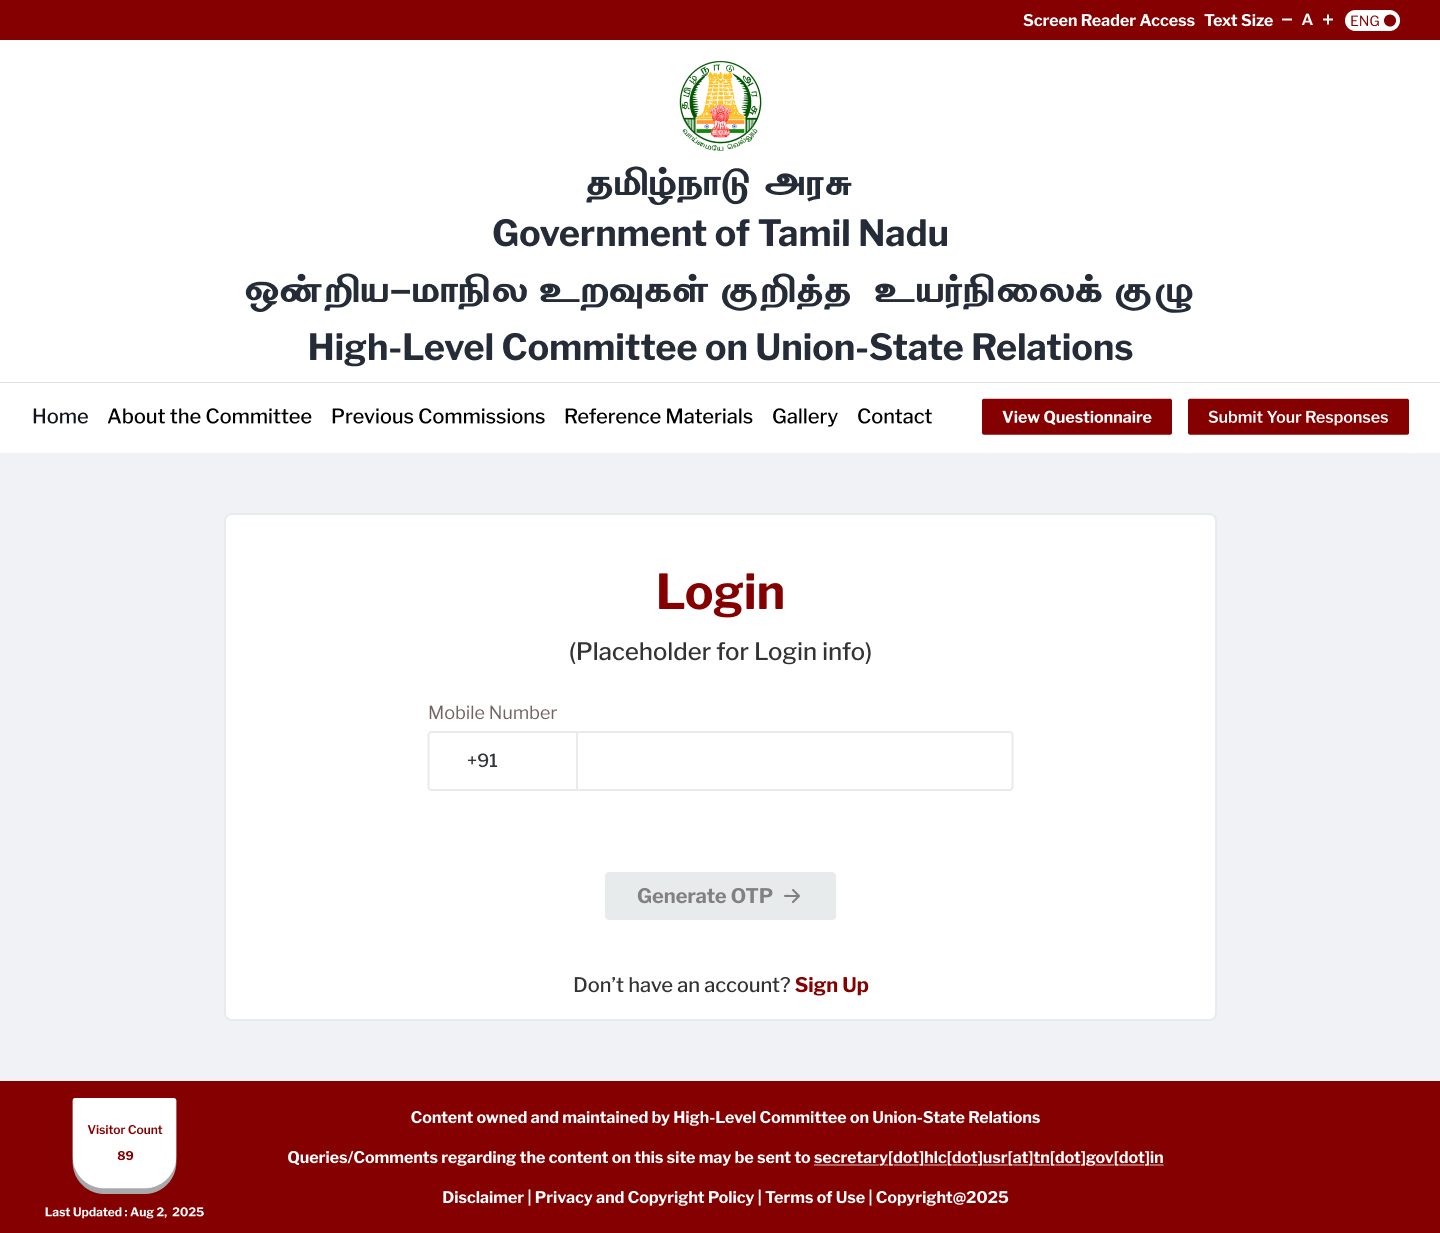 Screen Reader Access Text Size − A + ENG
தமிழ்நாடு அரசு
வாய்மையே வெல்லும்
தமிழ்நாடு அரசு
Government of Tamil Nadu
ஒன்றிய–மாநில உறவுகள் குறித்த உயர்நிலைக் குழு
High-Level Committee on Union-State Relations
Home About the Committee Previous Commissions Reference Materials Gallery Contact View Questionnaire Submit Your Responses
Login
(Placeholder for Login info)
Mobile Number
+91
Generate OTP →
Don’t have an account? Sign Up
Visitor Count
89
Last Updated : Aug 2, 2025
Content owned and maintained by High-Level Committee on Union-State Relations
Queries/Comments regarding the content on this site may be sent to secretary[dot]hlc[dot]usr[at]tn[dot]gov[dot]in
Disclaimer | Privacy and Copyright Policy | Terms of Use | Copyright@2025